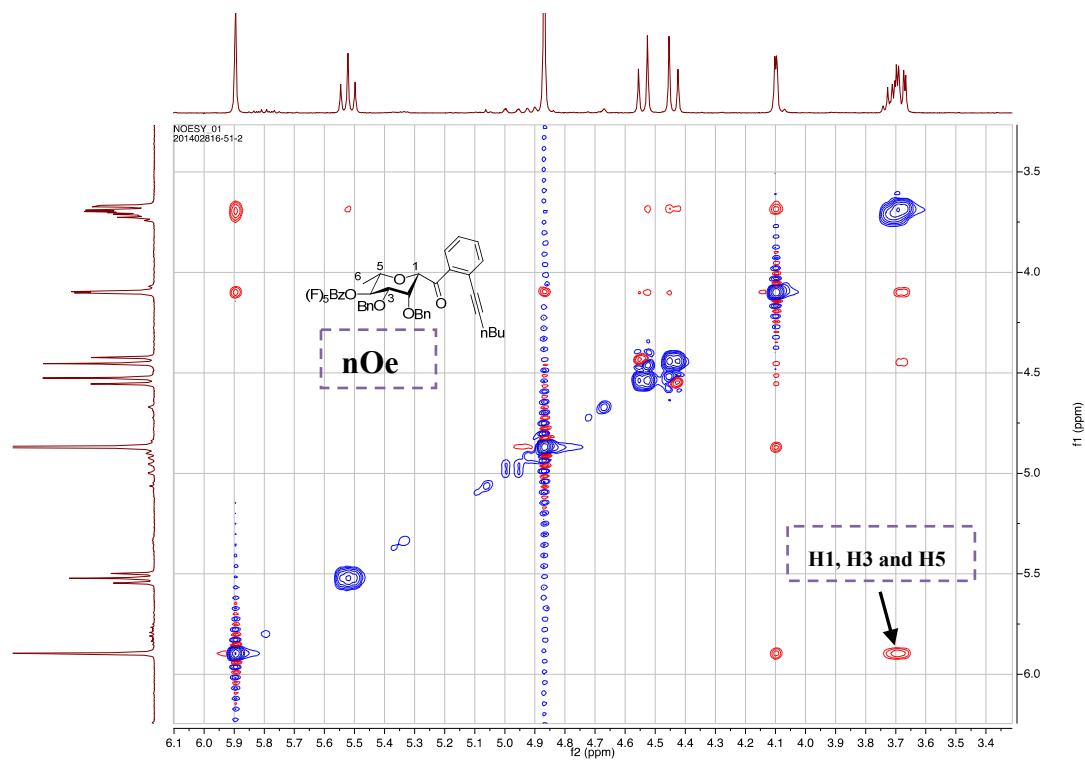 NOESY_01
201402816-51-2
6
5
O
1
(F)₅BzO
BnO
3
OBn
O
nBu
nOe
H1, H3 and H5
3.5
4.0
4.5
5.0
5.5
6.0
f1 (ppm)
6.1 6.0 5.9 5.8 5.7 5.6 5.5 5.4 5.3 5.2 5.1 5.0 4.9 4.8 4.7 4.6 4.5 4.4 4.3 4.2 4.1 4.0 3.9 3.8 3.7 3.6 3.5 3.4
f2 (ppm)